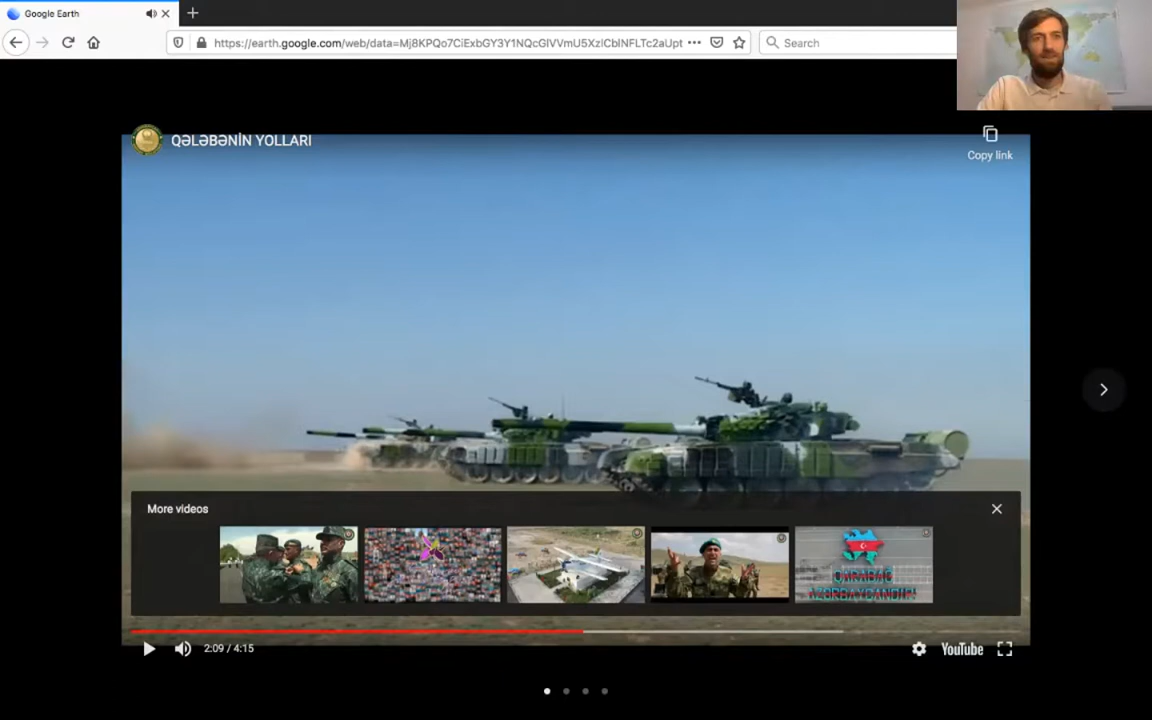 Google Earth
https://earth.google.com/web/data=Mj8KPQo7CiExbGY3Y1NQcGlVVmU5XzlCblNFLTc2aUpt
Search
QƏLƏBƏNİN YOLLARI
Copy link
More videos
QARABAĞ
AZƏRBAYCANDIR!
2:09 / 4:15
YouTube